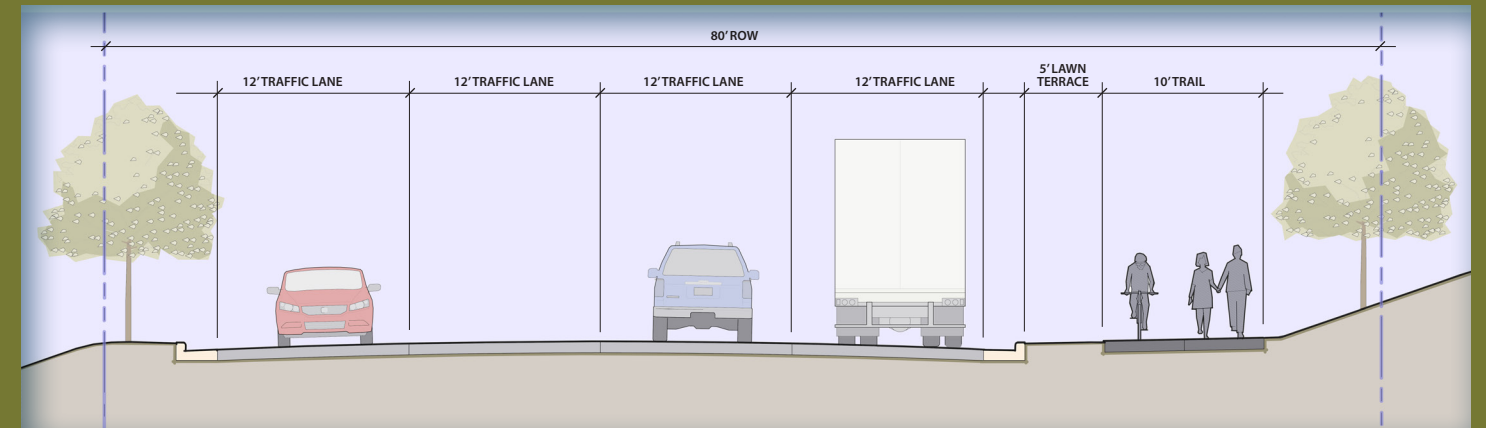 80' ROW
12' TRAFFIC LANE
12' TRAFFIC LANE
12' TRAFFIC LANE
12' TRAFFIC LANE
5' LAWN
TERRACE
10' TRAIL